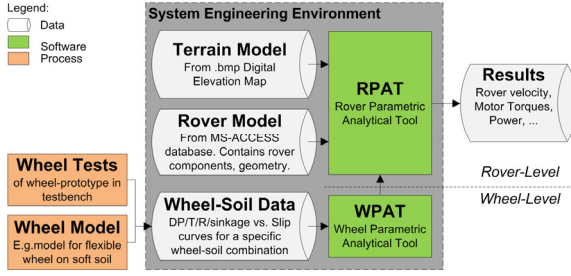 Legend:
Data
Software
Process
System Engineering Environment
Terrain Model
From .bmp Digital
Elevation Map
Rover Model
From MS-ACCESS
database. Contains rover
components, geometry.
Wheel-Soil Data
DP/T/R/sinkage vs. Slip
curves for a specific
wheel-soil combination
RPAT
Rover Parametric
Analytical Tool
WPAT
Wheel Parametric
Analytical Tool
Results
Rover velocity,
Motor Torques,
Power, ...
Rover-Level
Wheel-Level
Wheel Tests
of wheel-prototype in
testbench
Wheel Model
E.g.model for flexible
wheel on soft soil